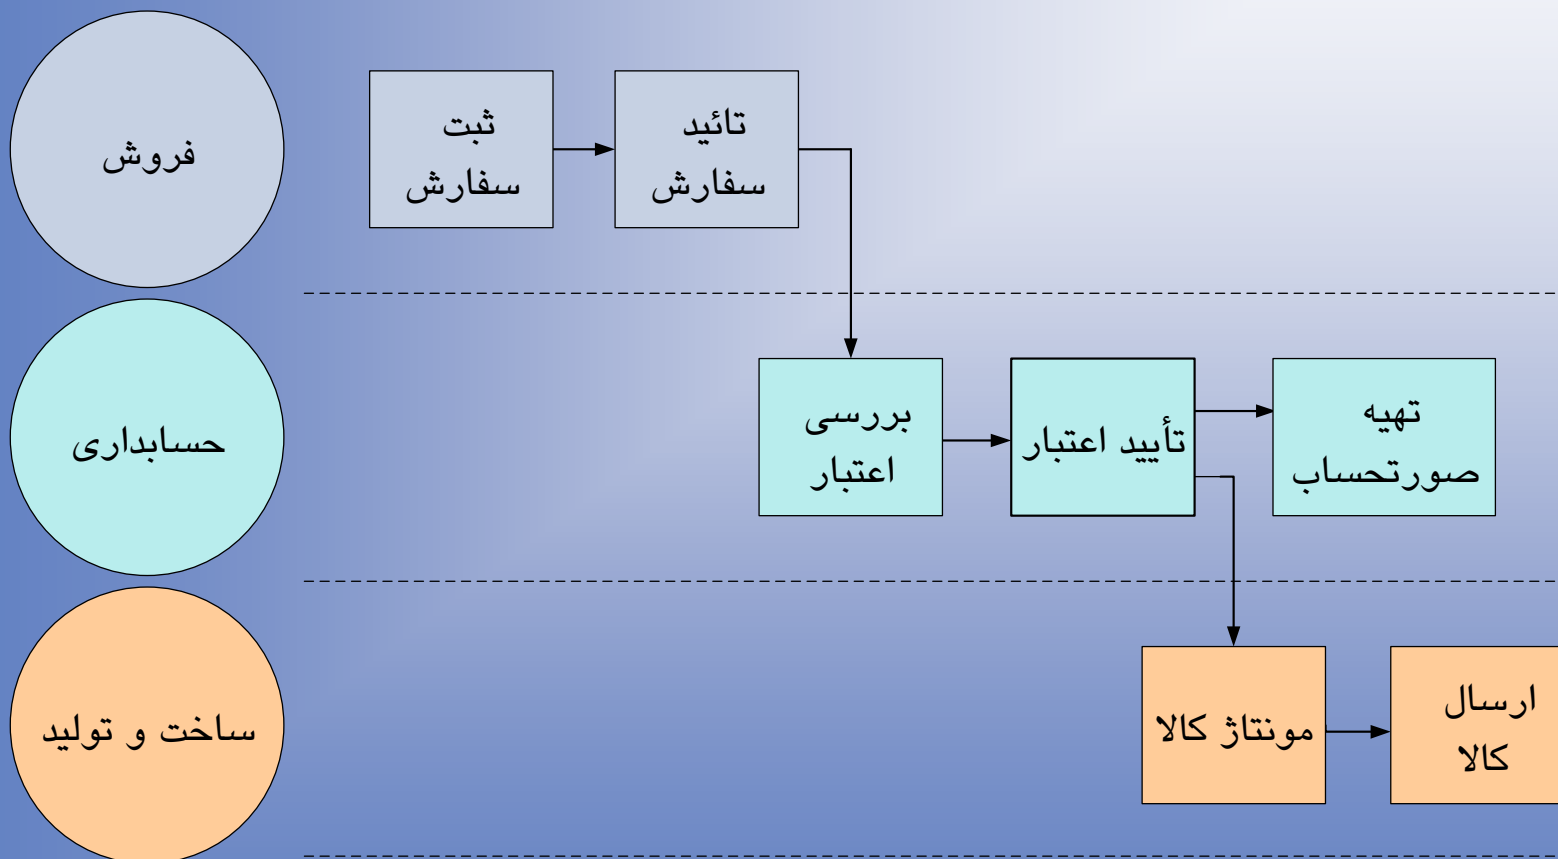 فروش
ثبت
سفارش
تائید
سفارش
حسابداری
بررسی
اعتبار
تأیید اعتبار
تهیه
صورتحساب
ساخت و تولید
مونتاژ کالا
ارسال
کالا